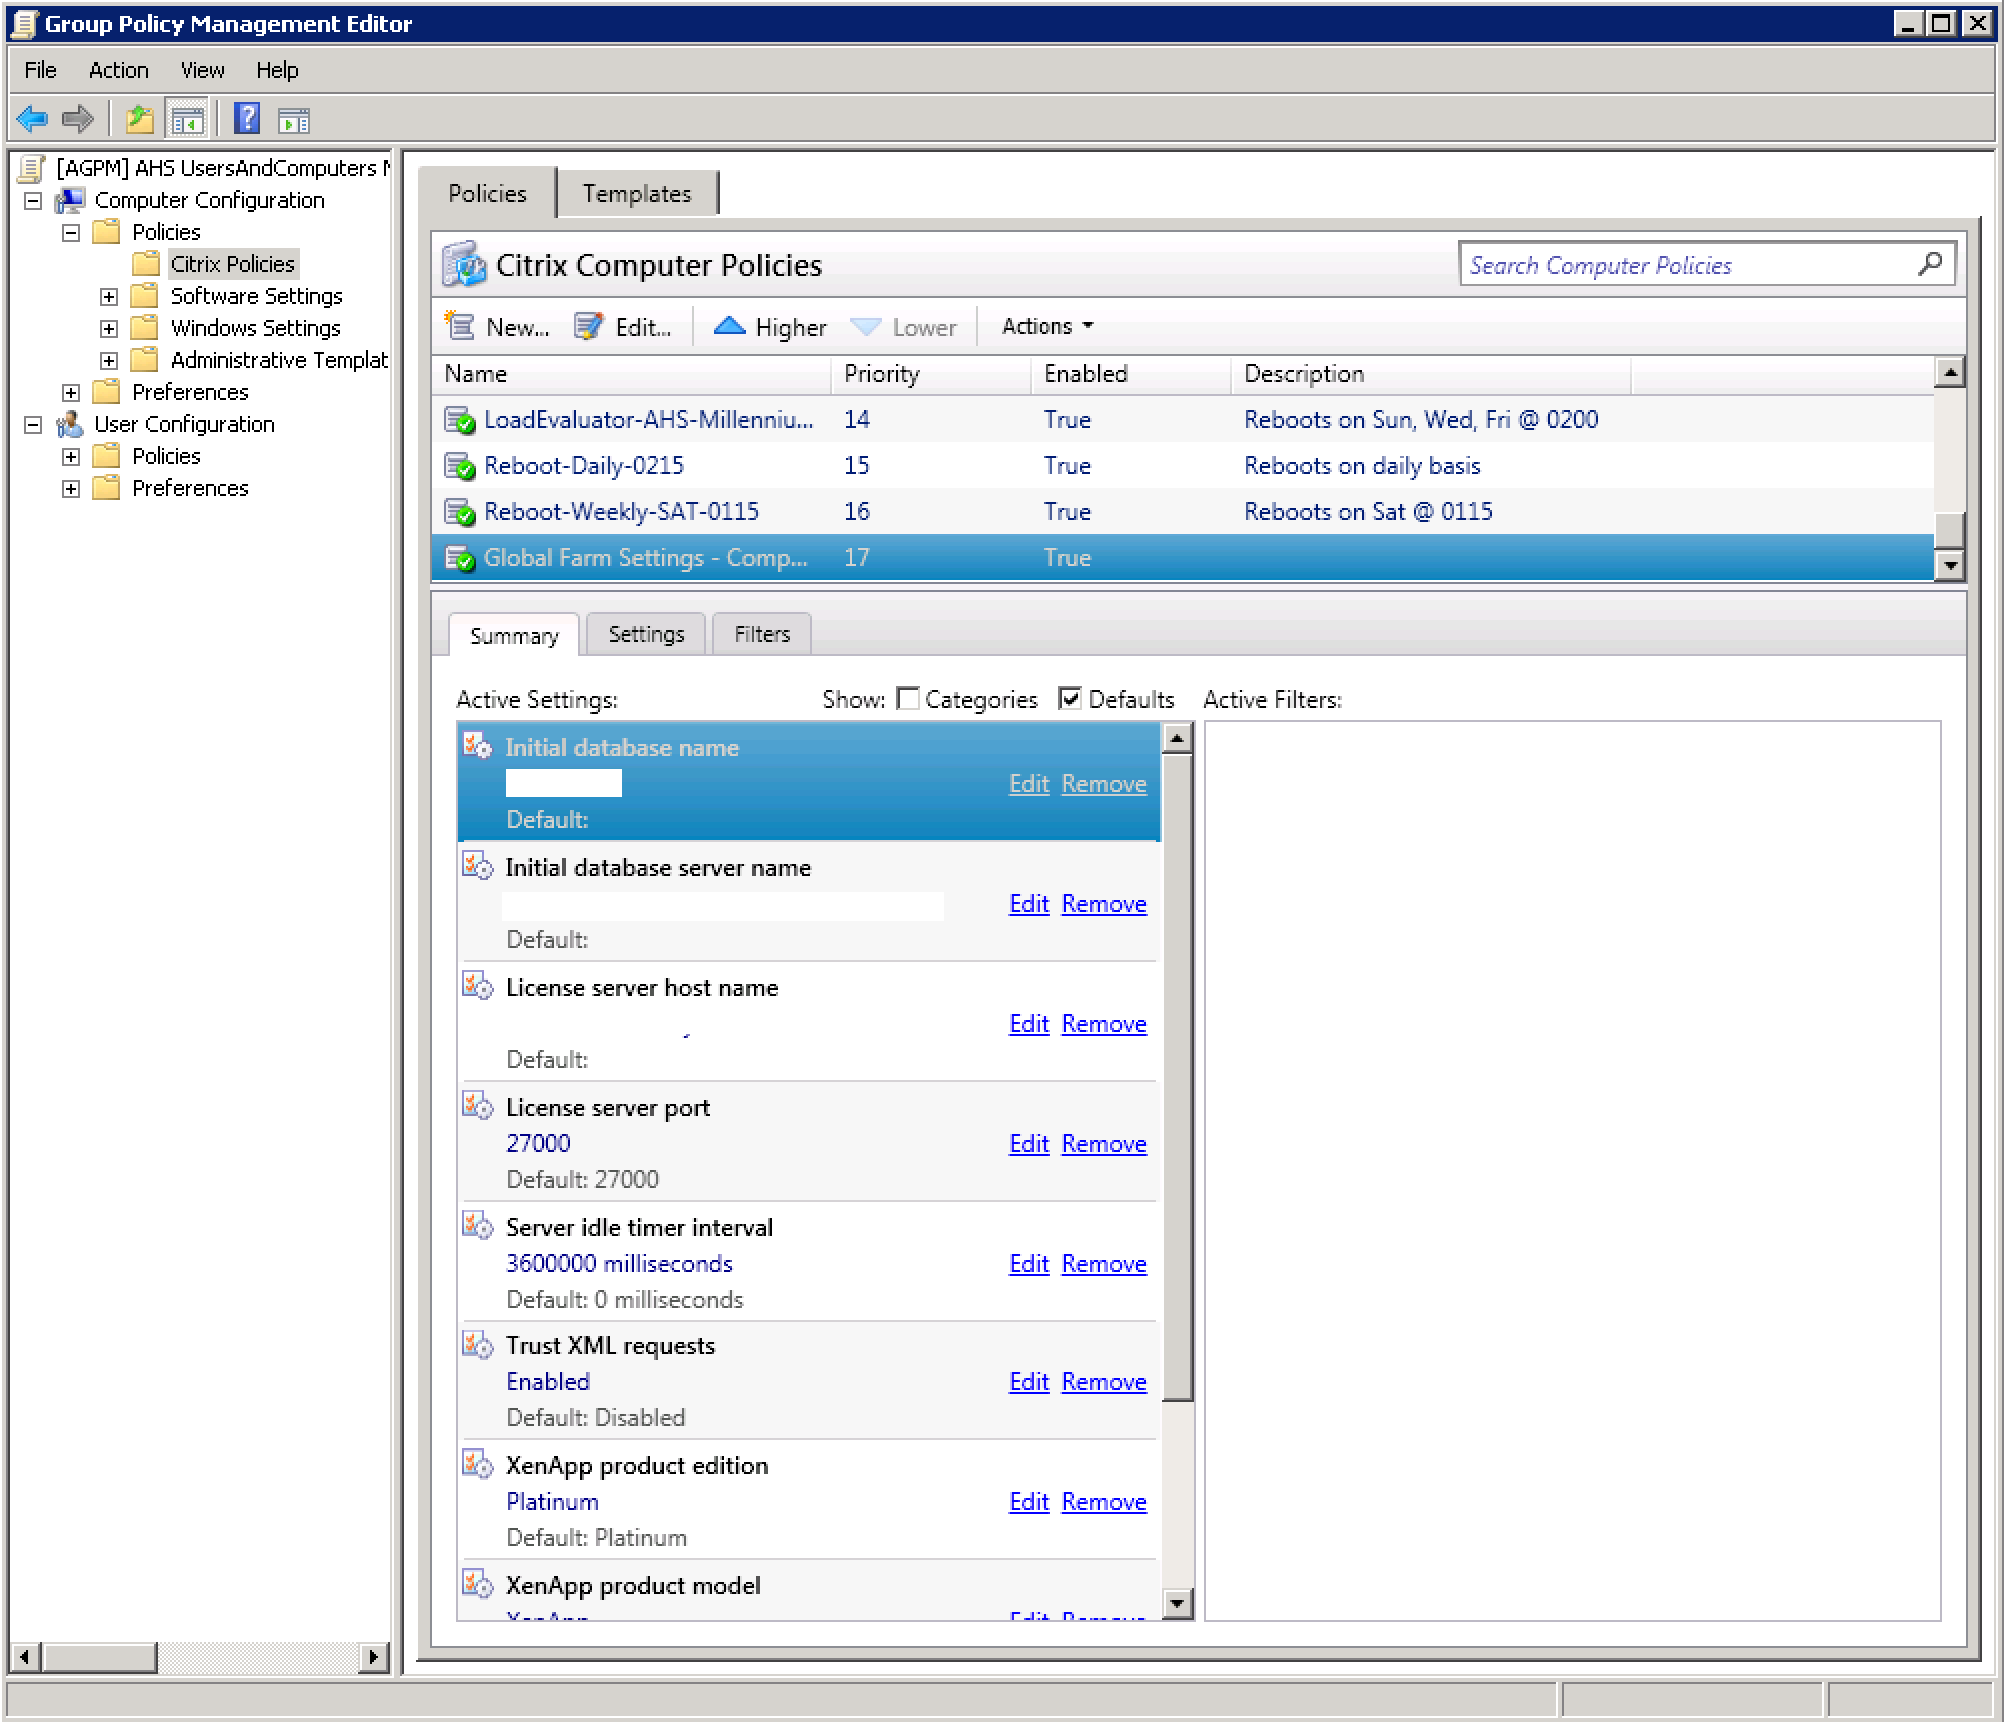 Group Policy Management Editor
File Action View Help
[AGPM] AHS UsersAndComputers
Computer Configuration
Policies
Citrix Policies
Software Settings
Windows Settings
Administrative Templat
Preferences
User Configuration
Policies
Preferences
Policies Templates
Citrix Computer Policies Search Computer Policies
New... Edit... Higher Lower Actions
Name Priority Enabled Description
LoadEvaluator-AHS-Millenniu... 14 True Reboots on Sun, Wed, Fri @ 0200
Reboot-Daily-0215 15 True Reboots on daily basis
Reboot-Weekly-SAT-0115 16 True Reboots on Sat @ 0115
Global Farm Settings - Comp... 17 True
Summary Settings Filters
Active Settings: Show: Categories Defaults Active Filters:
Initial database name
Edit Remove
Default:
Initial database server name
Edit Remove
Default:
License server host name
Edit Remove
Default:
License server port
27000 Edit Remove
Default: 27000
Server idle timer interval
3600000 milliseconds Edit Remove
Default: 0 milliseconds
Trust XML requests
Enabled Edit Remove
Default: Disabled
XenApp product edition
Platinum Edit Remove
Default: Platinum
XenApp product model
XenApp Edit Remove